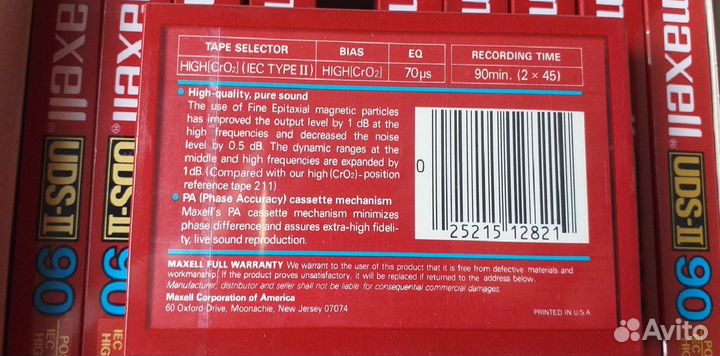 TAPE SELECTOR BIAS EQ RECORDING TIME
HIGH[CrO2] (IEC TYPE II) HIGH[CrO2] 70μs 90min. (2 × 45)
• High-quality, pure sound
The use of Fine Epitaxial magnetic particles
has improved the output level by 1 dB at the
high frequencies and decreased the noise
level by 0.5 dB. The dynamic ranges at the
middle and high frequencies are expanded by
1dB. (Compared with our high (CrO2)-position
reference tape 211)
• PA (Phase Accuracy) cassette mechanism
Maxell's PA cassette mechanism minimizes
phase difference and assures extra-high fideli-
ty, live sound reproduction.
0
25215 12821
MAXELL FULL WARRANTY We warrant to the user of this product that it is free from defective materials and
workmanship. If the product proves unsatisfactory, it will be replaced if returned to the address below.
Manufacturer, distributor and seller shall not be liable for consequential commercial damages.
Maxell Corporation of America
60 Oxford-Drive, Moonachie, New Jersey 07074
PRINTED IN U.S.A.
maxell
UDS-II
90
PO
IEC
HIG
maxell
UDS-II
90
PO
IEC
HIG
maxell
UDS-II
90
Avito